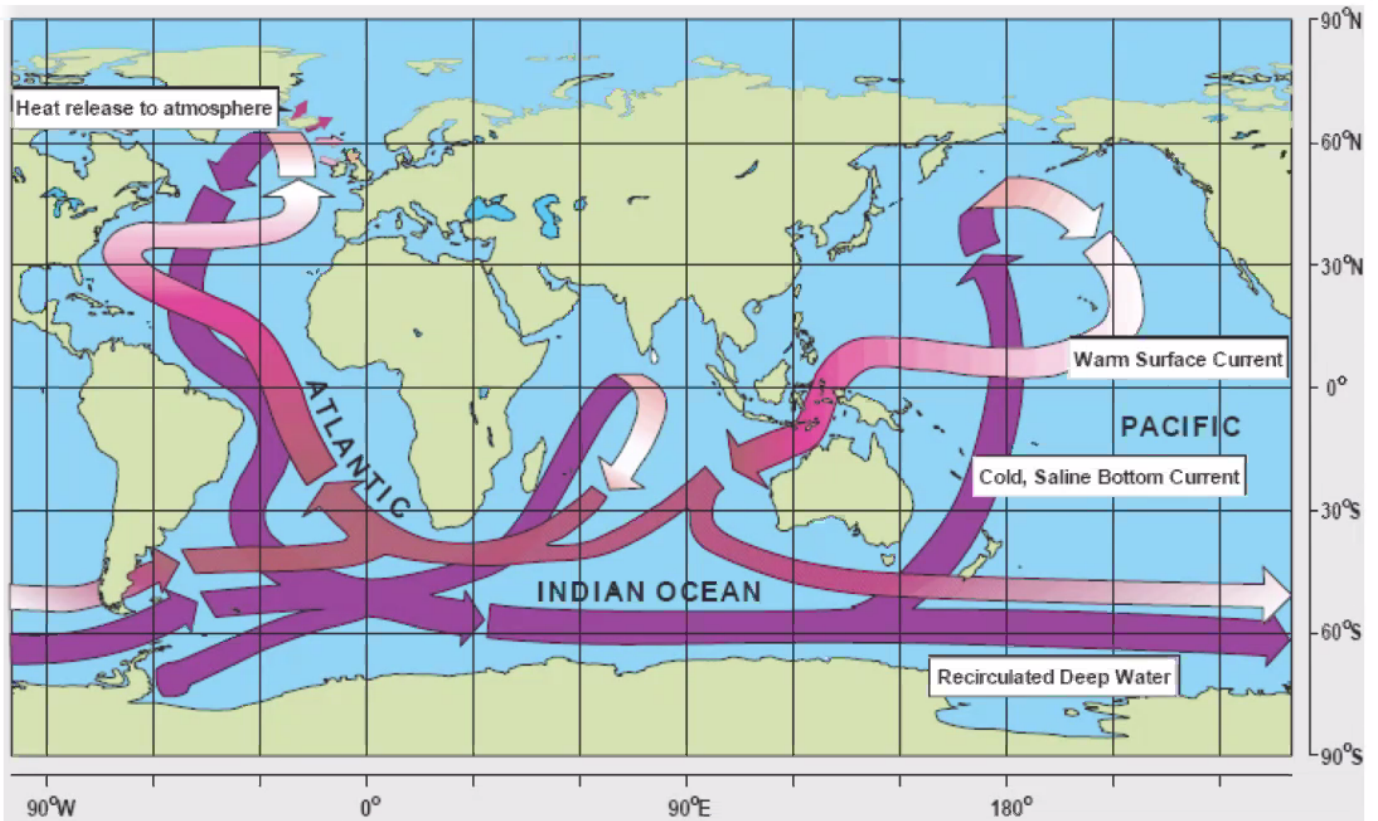 90°N
Heat release to atmosphere
60°N
30°N
Warm Surface Current
0°
ATLANTIC
PACIFIC
Cold, Saline Bottom Current
30°S
INDIAN OCEAN
60°S
Recirculated Deep Water
90°S
90°W
0°
90°E
180°